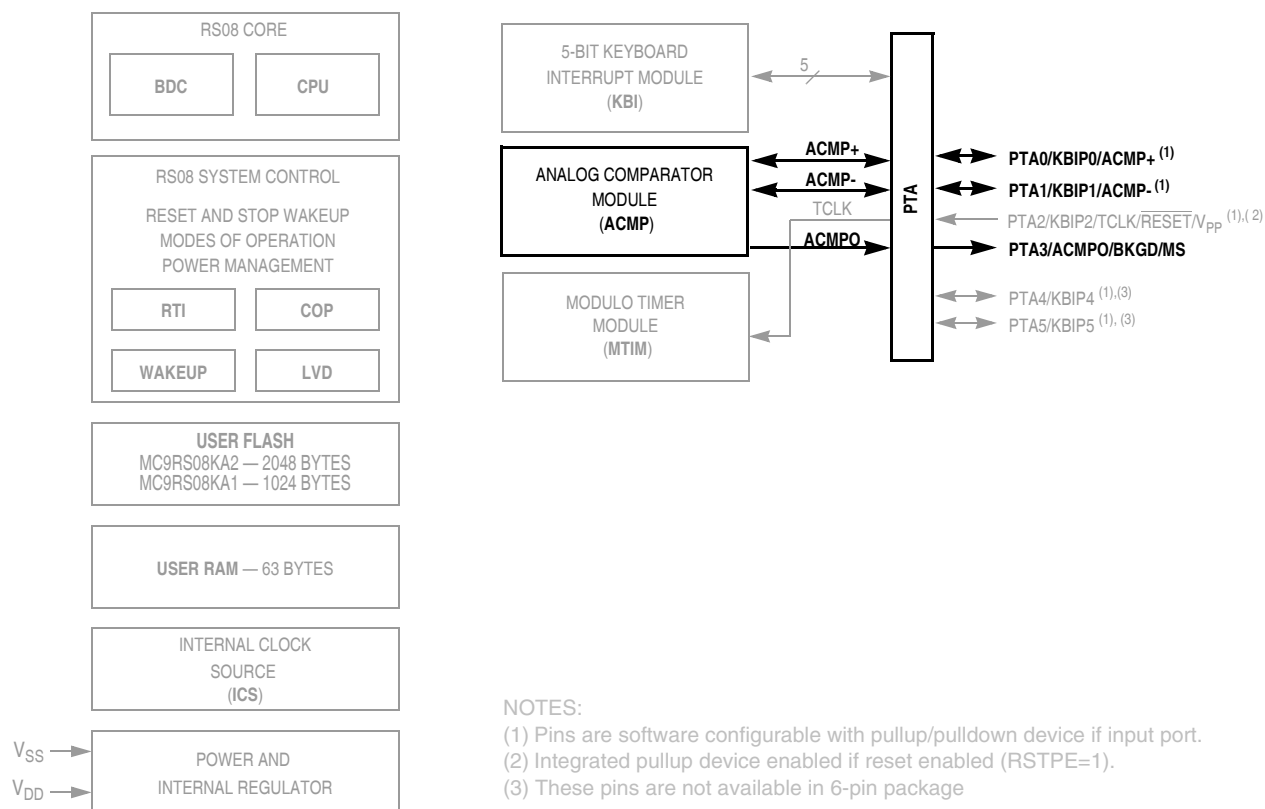 RS08 CORE
BDC
CPU
RS08 SYSTEM CONTROL
RESET AND STOP WAKEUP
MODES OF OPERATION
POWER MANAGEMENT
RTI
COP
WAKEUP
LVD
USER FLASH
MC9RS08KA2 — 2048 BYTES
MC9RS08KA1 — 1024 BYTES
USER RAM — 63 BYTES
INTERNAL CLOCK
SOURCE
(ICS)
VSS
VDD
POWER AND
INTERNAL REGULATOR
5-BIT KEYBOARD
INTERRUPT MODULE
(KBI)
5
ANALOG COMPARATOR
MODULE
(ACMP)
ACMP+
ACMP-
TCLK
ACMPO
MODULO TIMER
MODULE
(MTIM)
PTA
PTA0/KBIP0/ACMP+ (1)
PTA1/KBIP1/ACMP- (1)
PTA2/KBIP2/TCLK/RESET/VPP (1),( 2)
PTA3/ACMPO/BKGD/MS
PTA4/KBIP4 (1),(3)
PTA5/KBIP5 (1), (3)
NOTES:
(1) Pins are software configurable with pullup/pulldown device if input port.
(2) Integrated pullup device enabled if reset enabled (RSTPE=1).
(3) These pins are not available in 6-pin package